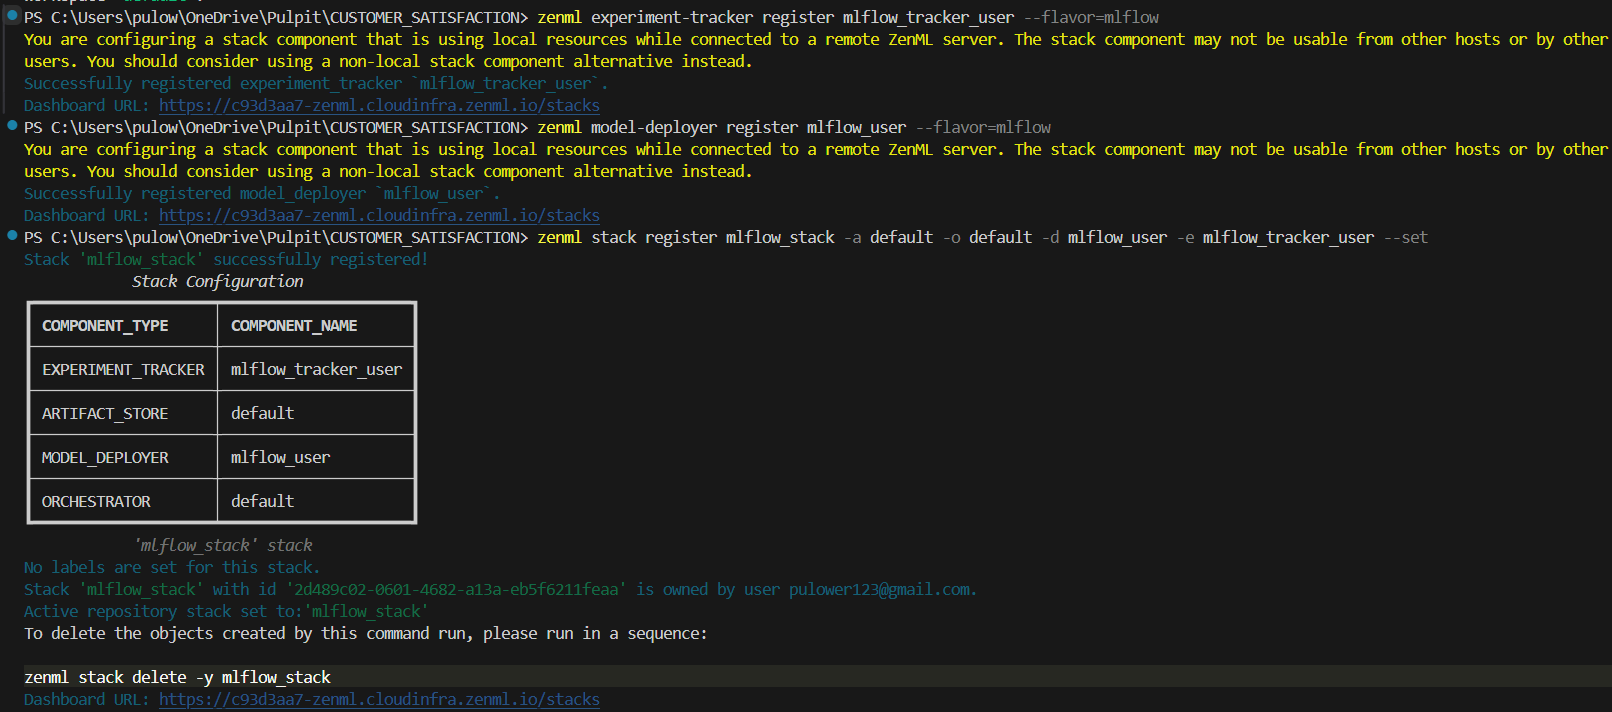 PS C:\Users\pulow\OneDrive\Pulpit\CUSTOMER_SATISFACTION> zenml experiment-tracker register mlflow_tracker_user --flavor=mlflow
You are configuring a stack component that is using local resources while connected to a remote ZenML server. The stack component may not be usable from other hosts or by other
users. You should consider using a non-local stack component alternative instead.
Successfully registered experiment_tracker `mlflow_tracker_user`.
Dashboard URL: https://c93d3aa7-zenml.cloudinfra.zenml.io/stacks
PS C:\Users\pulow\OneDrive\Pulpit\CUSTOMER_SATISFACTION> zenml model-deployer register mlflow_user --flavor=mlflow
You are configuring a stack component that is using local resources while connected to a remote ZenML server. The stack component may not be usable from other hosts or by other
users. You should consider using a non-local stack component alternative instead.
Successfully registered model_deployer `mlflow_user`.
Dashboard URL: https://c93d3aa7-zenml.cloudinfra.zenml.io/stacks
PS C:\Users\pulow\OneDrive\Pulpit\CUSTOMER_SATISFACTION> zenml stack register mlflow_stack -a default -o default -d mlflow_user -e mlflow_tracker_user --set
Stack 'mlflow_stack' successfully registered!
Stack Configuration
COMPONENT_TYPE COMPONENT_NAME
EXPERIMENT_TRACKER mlflow_tracker_user
ARTIFACT_STORE default
MODEL_DEPLOYER mlflow_user
ORCHESTRATOR default
'mlflow_stack' stack
No labels are set for this stack.
Stack 'mlflow_stack' with id '2d489c02-0601-4682-a13a-eb5f6211feaa' is owned by user pulower123@gmail.com.
Active repository stack set to:'mlflow_stack'
To delete the objects created by this command run, please run in a sequence:
zenml stack delete -y mlflow_stack
Dashboard URL: https://c93d3aa7-zenml.cloudinfra.zenml.io/stacks